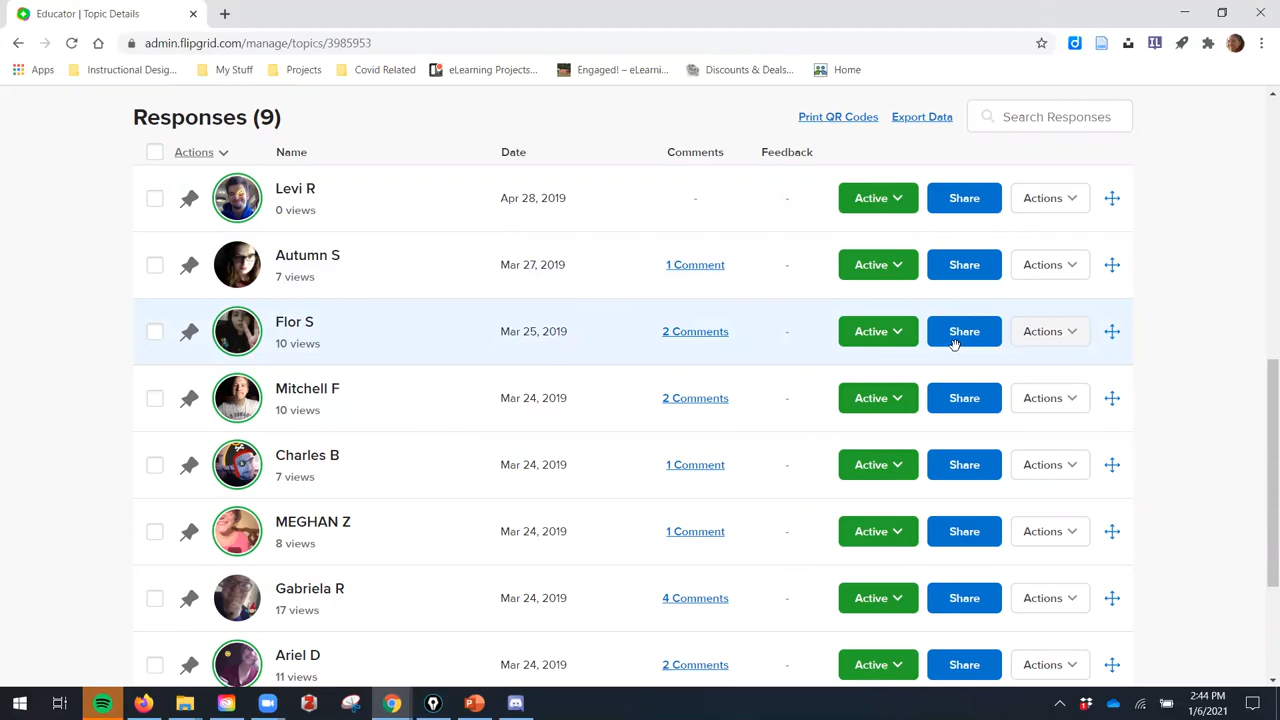 Educator | Topic Details
admin.flipgrid.com/manage/topics/3985953
Apps Instructional Desig... My Stuff Projects Covid Related eLearning Projects... Engaged! – eLearni... Discounts & Deals... Home
Responses (9) Print QR Codes Export Data Search Responses
Actions Name Date Comments Feedback
Levi R
0 views
Apr 28, 2019 - - Active Share Actions
Autumn S
7 views
Mar 27, 2019 1 Comment - Active Share Actions
Flor S
10 views
Mar 25, 2019 2 Comments - Active Share Actions
Mitchell F
10 views
Mar 24, 2019 2 Comments - Active Share Actions
Charles B
7 views
Mar 24, 2019 1 Comment - Active Share Actions
MEGHAN Z
8 views
Mar 24, 2019 1 Comment - Active Share Actions
Gabriela R
17 views
Mar 24, 2019 4 Comments - Active Share Actions
Ariel D
11 views
Mar 24, 2019 2 Comments - Active Share Actions
2:44 PM
1/6/2021